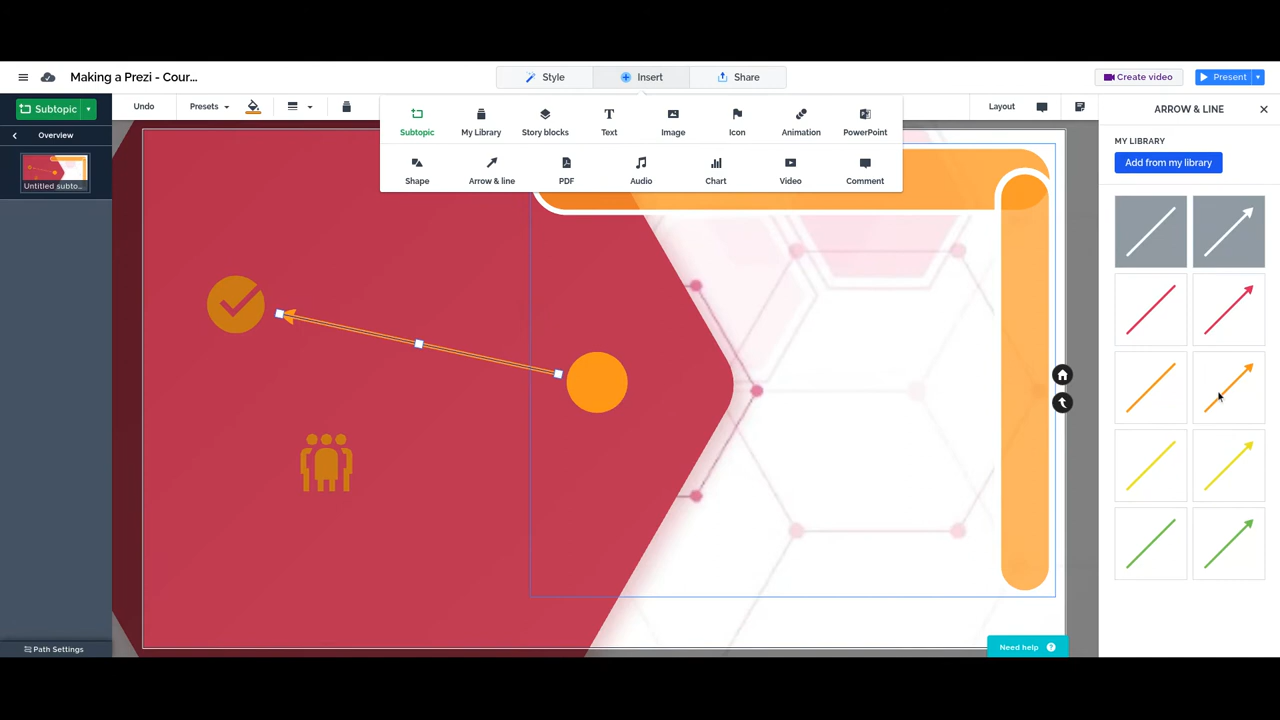 Making a Prezi - Cour...
Style
Insert
Share
Create video
Present
Subtopic
Undo
Presets
Layout
ARROW & LINE
Overview
Subtopic
My Library
Story blocks
Text
Image
Icon
Animation
PowerPoint
Shape
Arrow & line
PDF
Audio
Chart
Video
Comment
MY LIBRARY
Add from my library
Untitled subto...
Path Settings
Need help ?